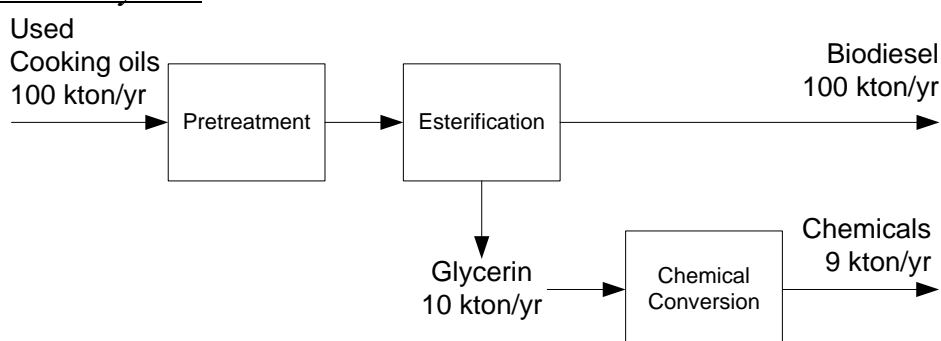 Used
Cooking oils
100 kton/yr
Pretreatment
Esterification
Biodiesel
100 kton/yr
Glycerin
10 kton/yr
Chemical
Conversion
Chemicals
9 kton/yr